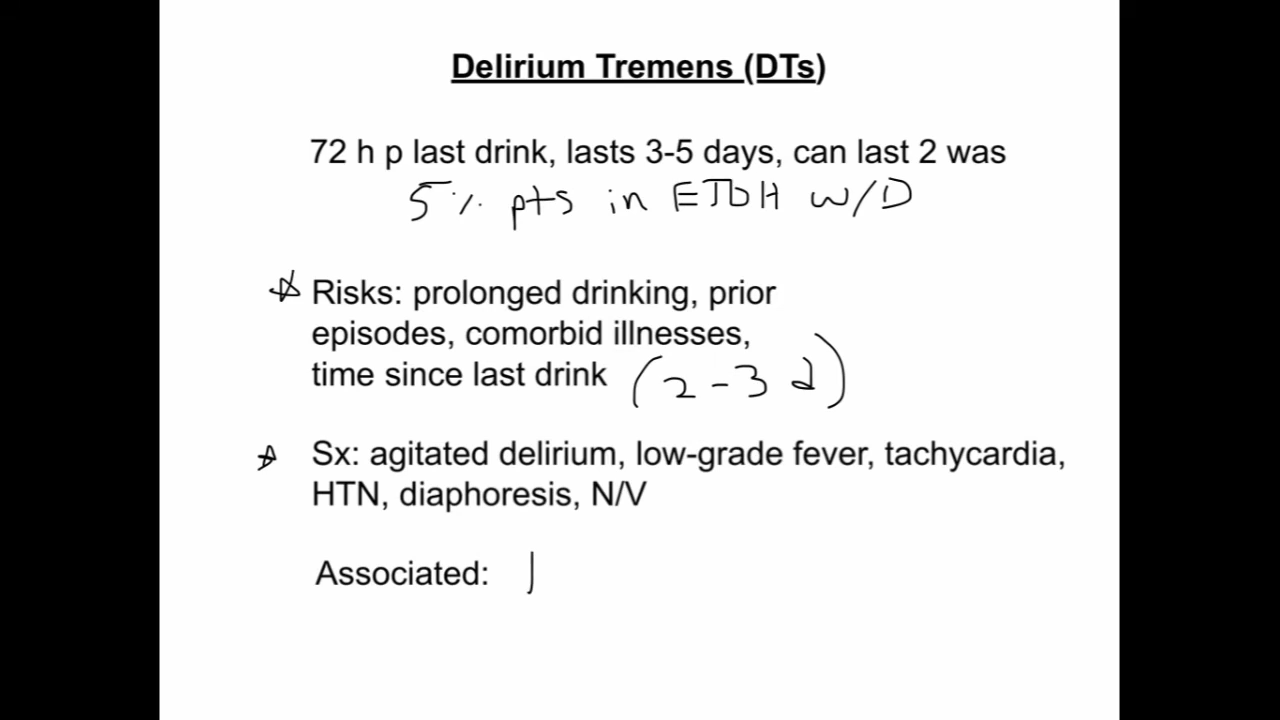 Delirium Tremens (DTs)
72 h p last drink, lasts 3-5 days, can last 2 was
5% pts in ETOH W/D
Risks: prolonged drinking, prior
episodes, comorbid illnesses,
time since last drink (2-3 d)
Sx: agitated delirium, low-grade fever, tachycardia,
HTN, diaphoresis, N/V
Associated: